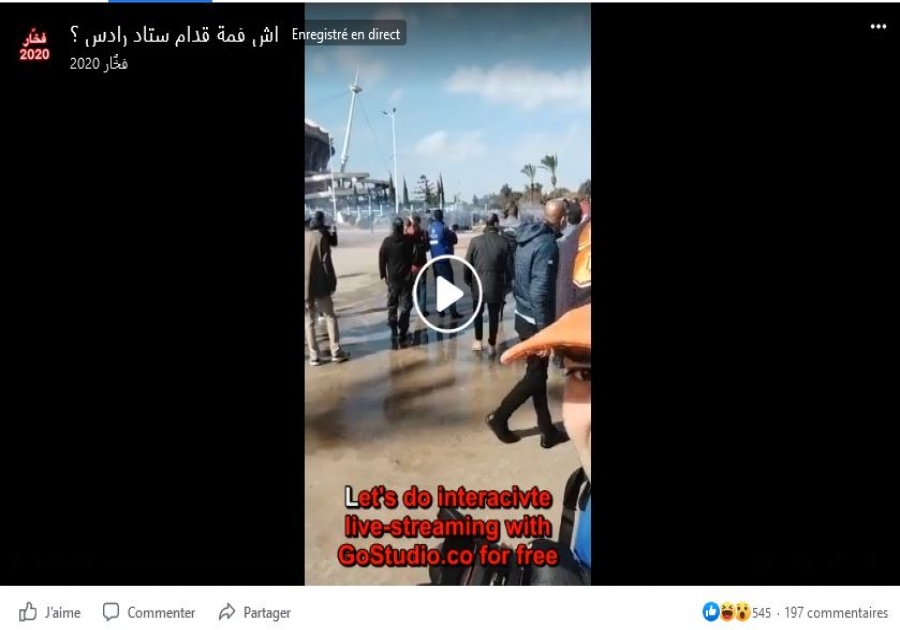 فخّار
2020
اش فمة قدام ستاد رادس ؟ Enregistré en direct
فخّار 2020
Let's do interacivte
live-streaming with
GoStudio.co for free
J'aime Commenter Partager 545 · 197 commentaires